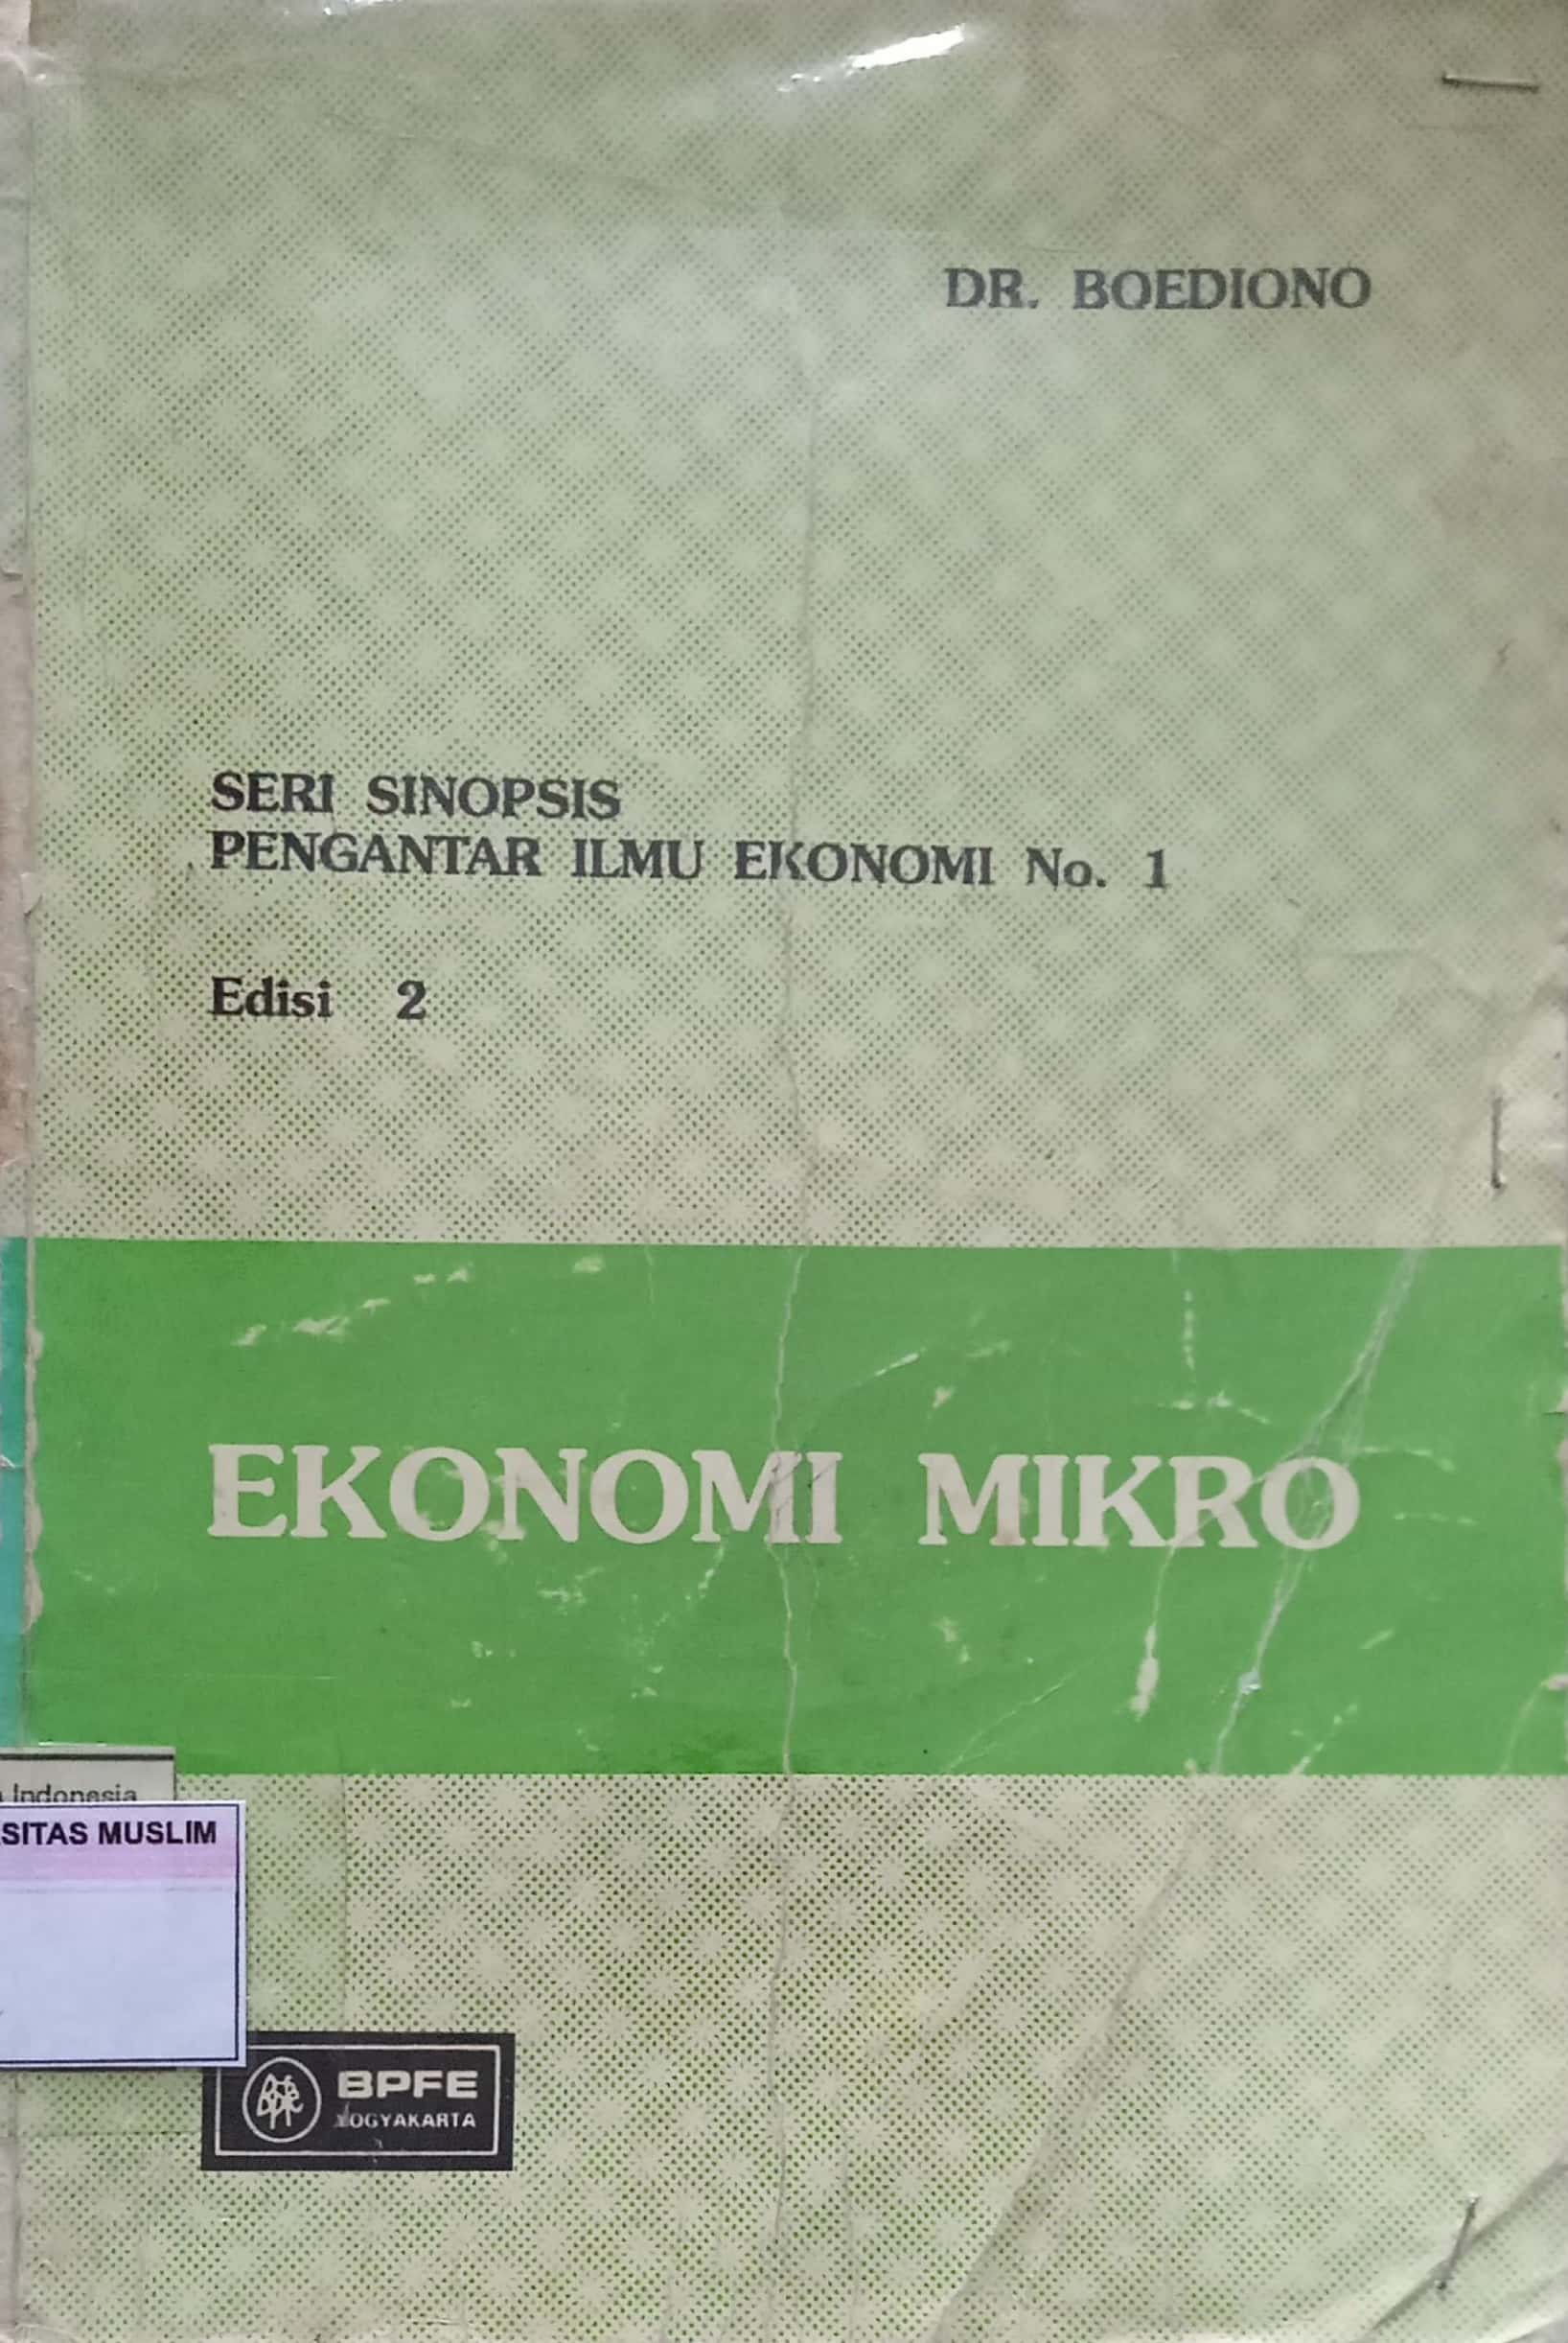 DR. BOEDIONO
SERI SINOPSIS
PENGANTAR ILMU EKONOMI No. 1
Edisi 2
EKONOMI MIKRO
Indonesia
SITAS MUSLIM
BPFE
YOGYAKARTA